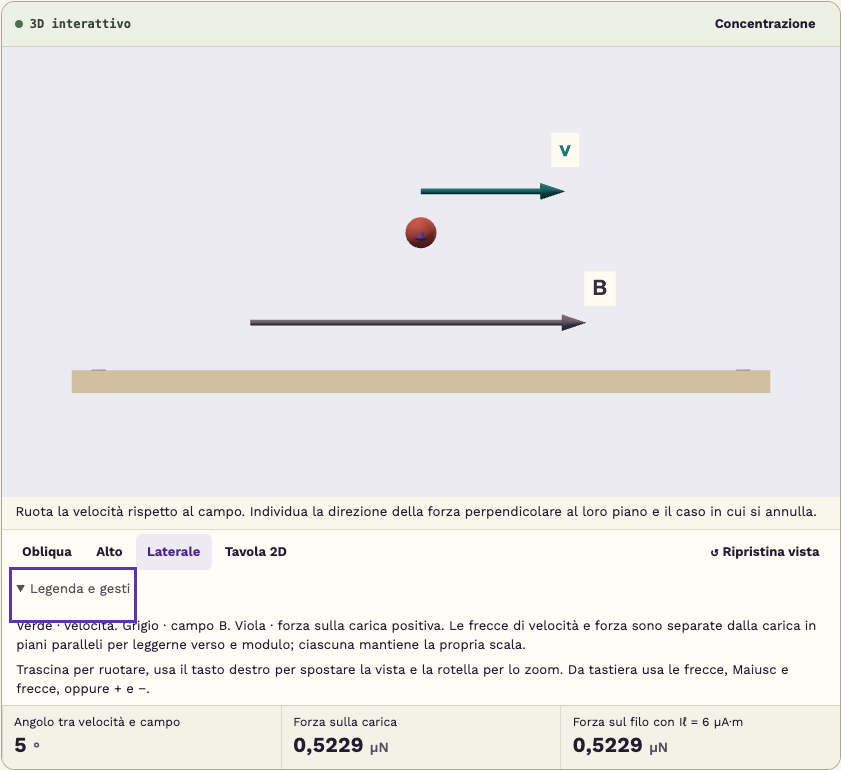 3D interattivo
Concentrazione
v
B
Ruota la velocità rispetto al campo. Individua la direzione della forza perpendicolare al loro piano e il caso in cui si annulla.
Obliqua Alto Laterale Tavola 2D ↺ Ripristina vista
▼ Legenda e gesti
Verde · velocità. Grigio · campo B. Viola · forza sulla carica positiva. Le frecce di velocità e forza sono separate dalla carica in
piani paralleli per leggerne verso e modulo; ciascuna mantiene la propria scala.
Trascina per ruotare, usa il tasto destro per spostare la vista e la rotella per lo zoom. Da tastiera usa le frecce, Maiusc e
frecce, oppure + e −.
Angolo tra velocità e campo
5 °
Forza sulla carica
0,5229 μN
Forza sul filo con Iℓ = 6 μA·m
0,5229 μN